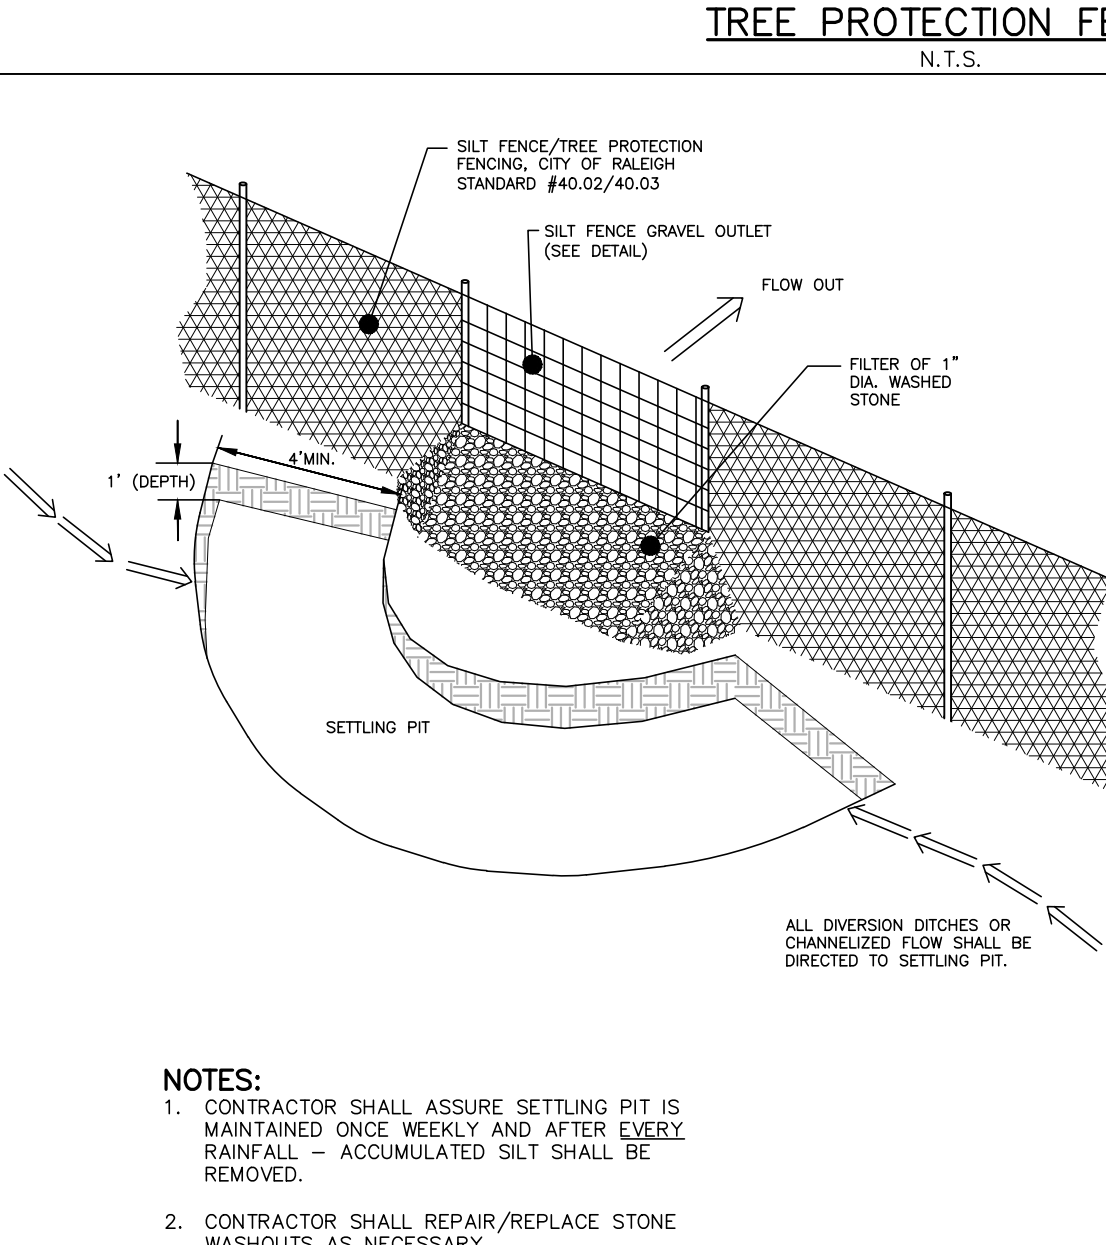 TREE PROTECTION
N.T.S.
SILT FENCE/TREE PROTECTION
FENCING, CITY OF RALEIGH
STANDARD #40.02/40.03
SILT FENCE GRAVEL OUTLET
(SEE DETAIL)
FLOW OUT
FILTER OF 1"
DIA. WASHED
STONE
4'MIN.
1' (DEPTH)
SETTLING PIT
ALL DIVERSION DITCHES OR
CHANNELIZED FLOW SHALL BE
DIRECTED TO SETTLING PIT.
NOTES:
1. CONTRACTOR SHALL ASSURE SETTLING PIT IS
MAINTAINED ONCE WEEKLY AND AFTER EVERY
RAINFALL – ACCUMULATED SILT SHALL BE
REMOVED.
2. CONTRACTOR SHALL REPAIR/REPLACE STONE
WASHOUTS AS NECESSARY